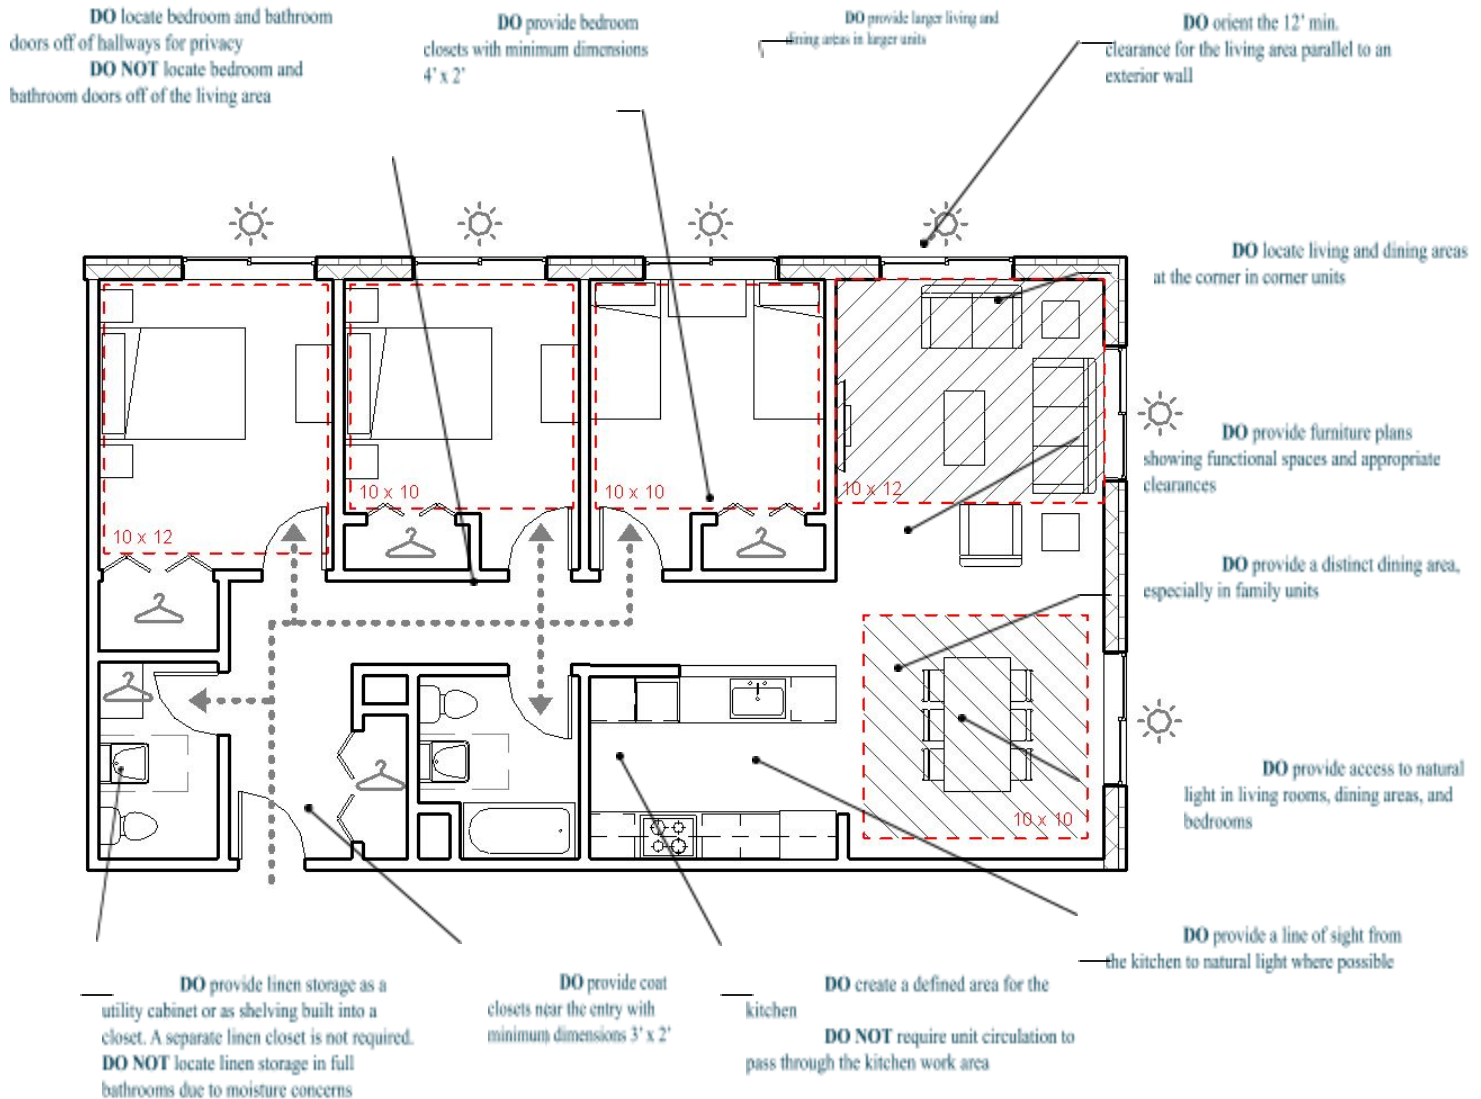 DO locate bedroom and bathroom
doors off of hallways for privacy
DO NOT locate bedroom and
bathroom doors off of the living area
DO provide bedroom
closets with minimum dimensions
4' x 2'
DO provide larger living and
dining areas in larger units
DO orient the 12' min.
clearance for the living area parallel to an
exterior wall
DO locate living and dining areas
at the corner in corner units
DO provide furniture plans
showing functional spaces and appropriate
clearances
DO provide a distinct dining area,
especially in family units
DO provide access to natural
light in living rooms, dining areas, and
bedrooms
DO provide a line of sight from
the kitchen to natural light where possible
10 x 12
10 x 10
10 x 10
10 x 12
10 x 10
DO provide linen storage as a
utility cabinet or as shelving built into a
closet. A separate linen closet is not required.
DO NOT locate linen storage in full
bathrooms due to moisture concerns
DO provide coat
closets near the entry with
minimum dimensions 3' x 2'
DO create a defined area for the
kitchen
DO NOT require unit circulation to
pass through the kitchen work area